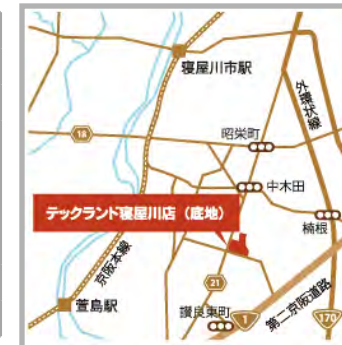 寝屋川市駅
外環状線
18
昭栄町
中木田
テックランド寝屋川店（底地）
楠根
京阪本線
21
萱島駅
第二京阪道路
讃良東町
1
170